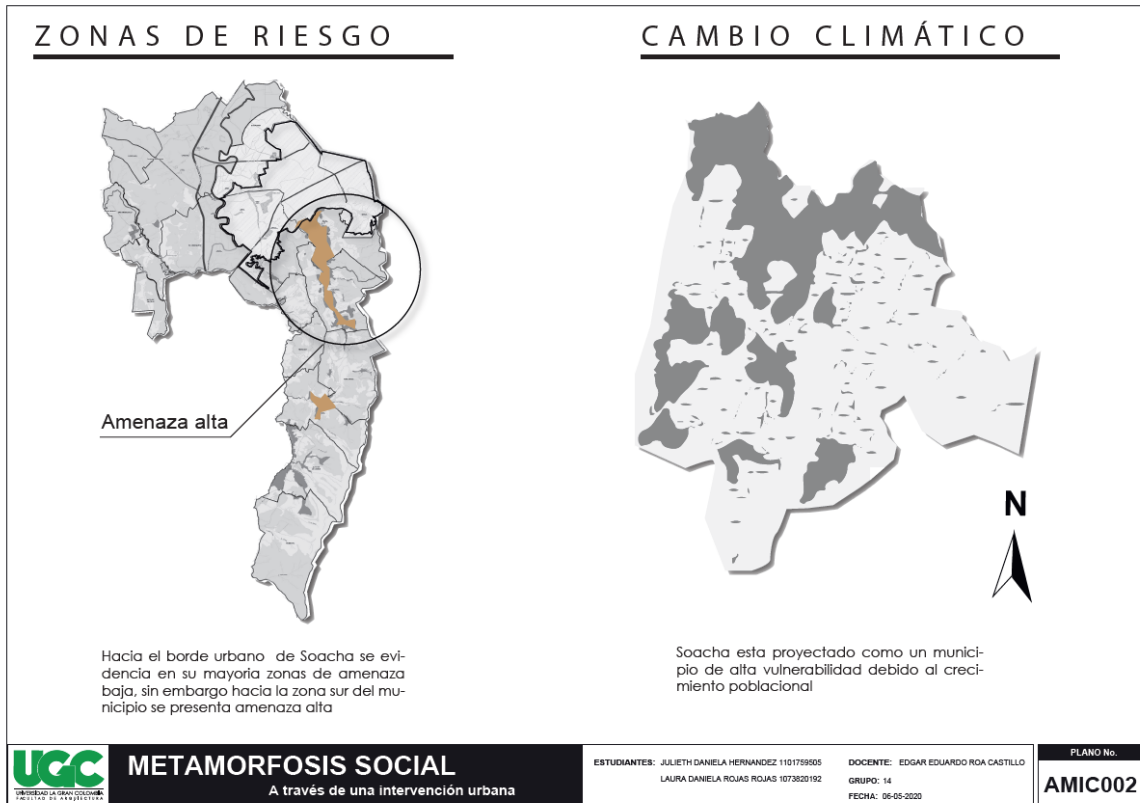 ZONAS DE RIESGO
Amenaza alta
Hacia el borde urbano de Soacha se evi-
dencia en su mayoria zonas de amenaza
baja, sin embargo hacia la zona sur del mu-
nicipio se presenta amenaza alta
CAMBIO CLIMÁTICO
N
Soacha esta proyectado como un munici-
pio de alta vulnerabilidad debido al creci-
miento poblacional
UGC
UNIVERSIDAD LA GRAN COLOMBIA
FACULTAD DE ARQUITECTURA
METAMORFOSIS SOCIAL
A través de una intervención urbana
ESTUDIANTES: JULIETH DANIELA HERNANDEZ 1101759505
LAURA DANIELA ROJAS ROJAS 1073820192
DOCENTE: EDGAR EDUARDO ROA CASTILLO
GRUPO: 14
FECHA: 06-05-2020
PLANO No.
AMIC002